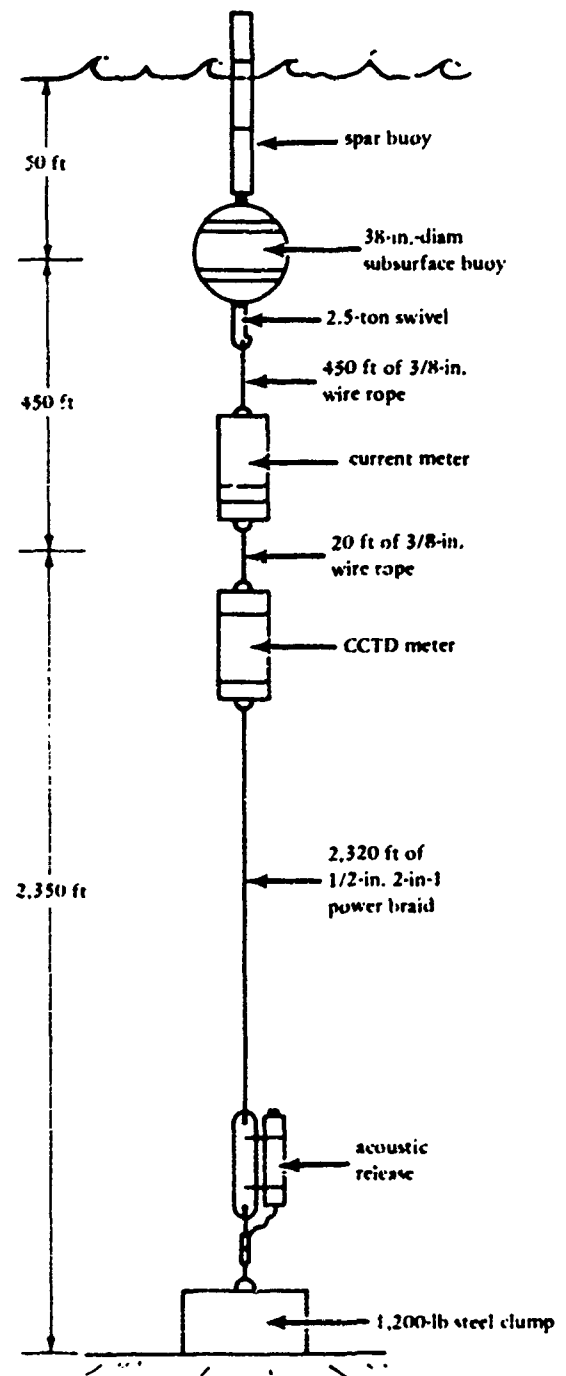 spar buoy
50 ft
38-in.-diam
subsurface buoy
2.5-ton swivel
450 ft of 3/8-in.
wire rope
450 ft
current meter
20 ft of 3/8-in.
wire rope
CCTD meter
2,320 ft of
1/2-in. 2-in-1
power braid
2,350 ft
acoustic
release
1,200-lb steel clump